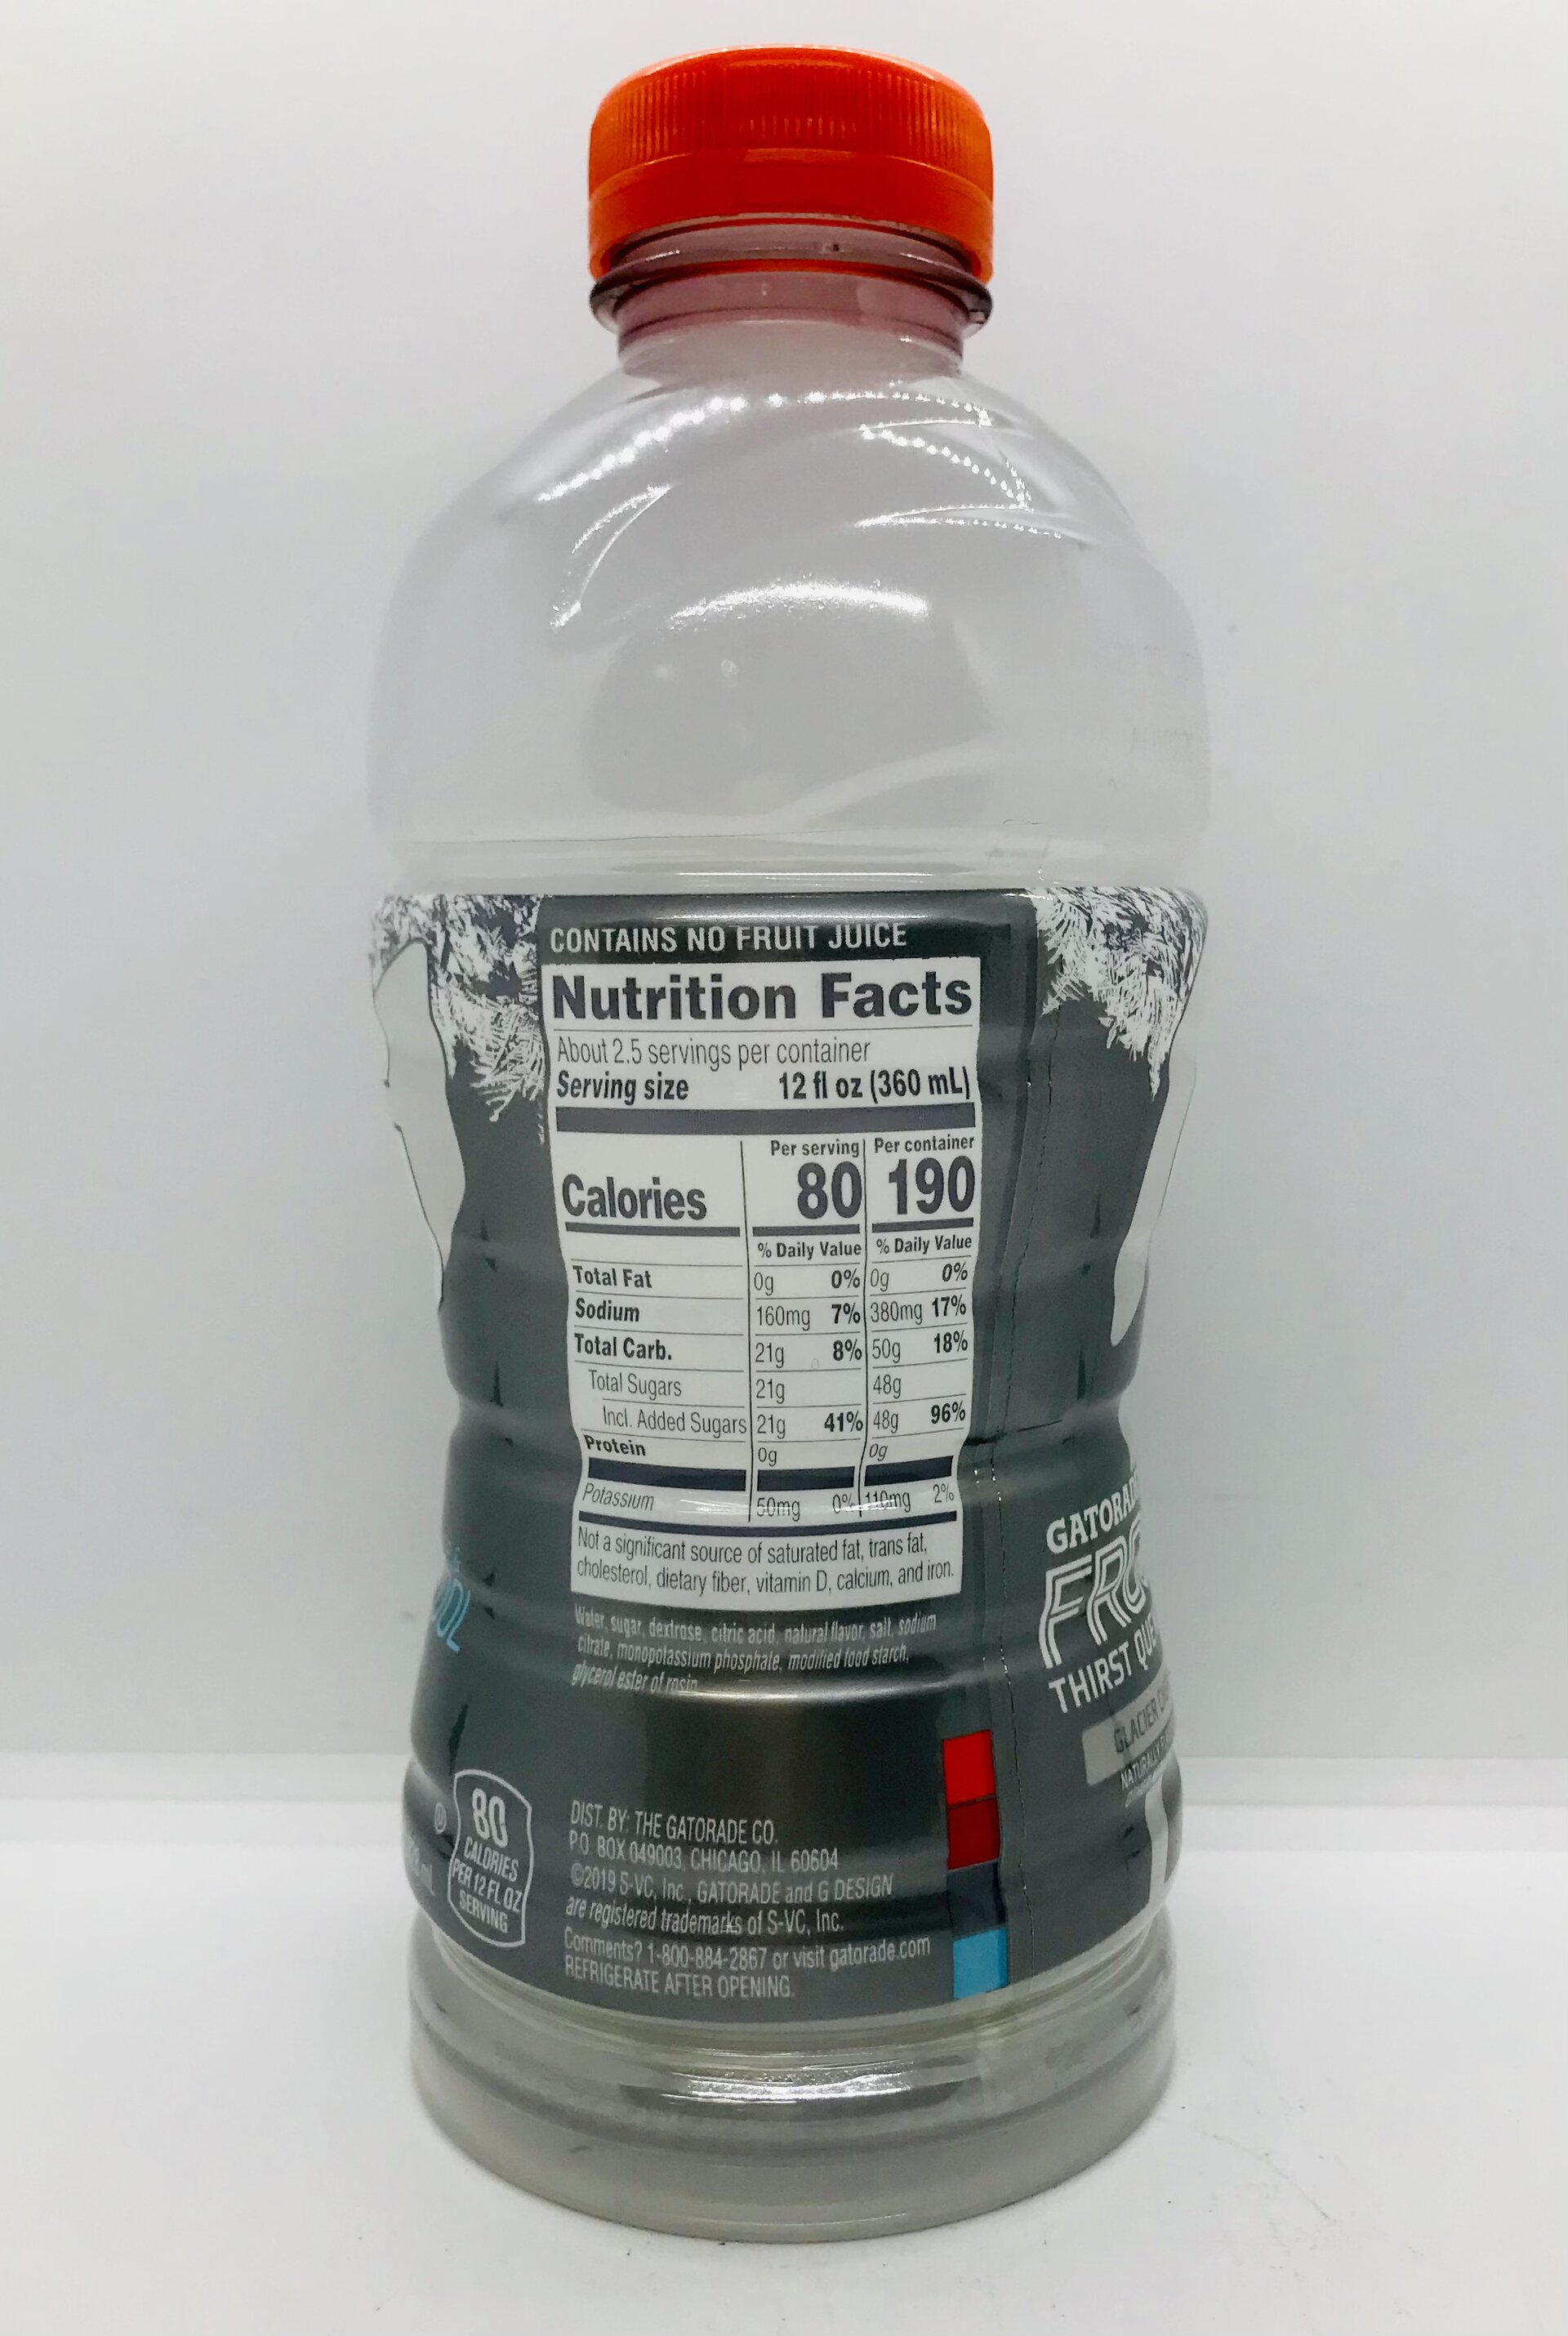 CONTAINS NO FRUIT JUICE
Nutrition Facts
About 2.5 servings per container
Serving size 12 fl oz (360 mL)
Per serving Per container
Calories 80 190
% Daily Value % Daily Value
Total Fat 0g 0% 0g 0%
Sodium 160mg 7% 380mg 17%
Total Carb. 21g 8% 50g 18%
Total Sugars 21g 48g
Incl. Added Sugars 21g 41% 48g 96%
Protein 0g 0g
Potassium 50mg 0% 110mg 2%
Not a significant source of saturated fat, trans fat,
cholesterol, dietary fiber, vitamin D, calcium, and iron.
Water, sugar, dextrose, citric acid, natural flavor, salt, sodium
citrate, monopotassium phosphate, modified food starch,
glycerol ester of rosin
DIST. BY: THE GATORADE CO.
P.O. BOX 049003, CHICAGO, IL 60604
©2019 S-VC, Inc., GATORADE and G DESIGN
are registered trademarks of S-VC, Inc.
Comments? 1-800-884-2867 or visit gatorade.com
REFRIGERATE AFTER OPENING.
80
CALORIES
PER 12 FL OZ
SERVING
mL
GATORAD
FRO
THIRST QUE
GLACIER